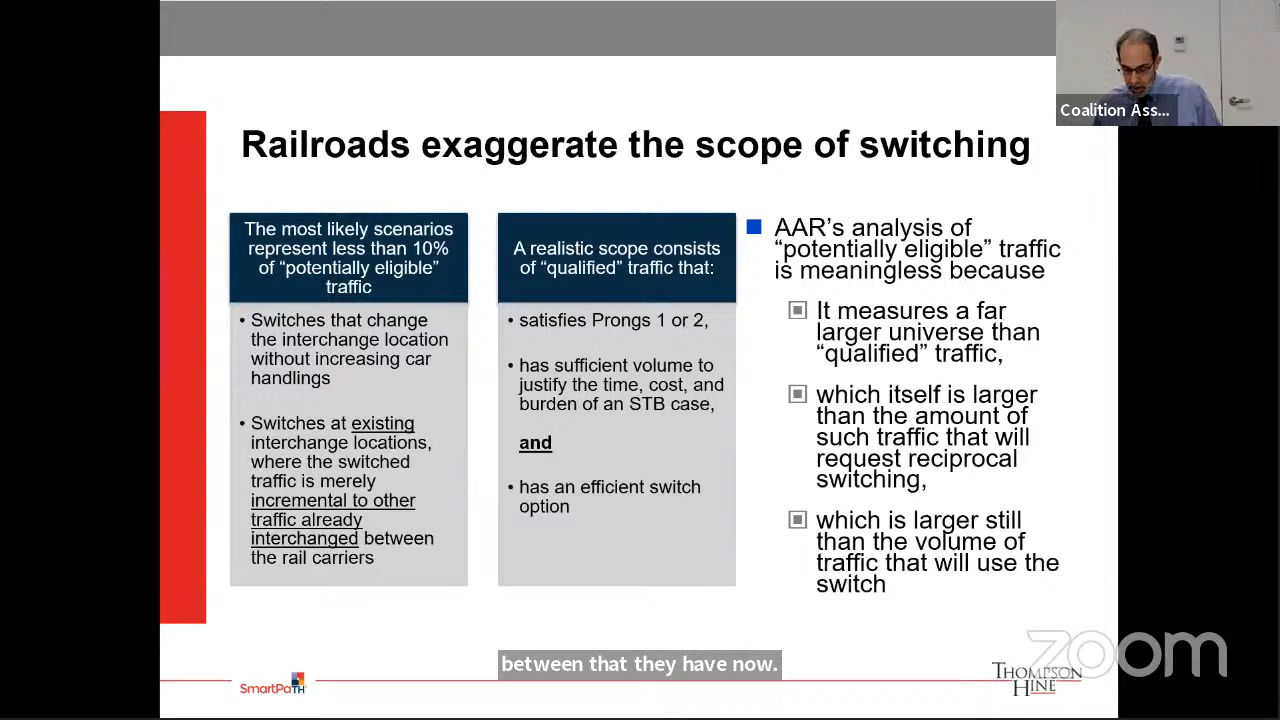 Coalition Ass...
Railroads exaggerate the scope of switching
The most likely scenarios
represent less than 10%
of “potentially eligible”
traffic
• Switches that change
the interchange location
without increasing car
handlings
• Switches at existing
interchange locations,
where the switched
traffic is merely
incremental to other
traffic already
interchanged between
the rail carriers
A realistic scope consists
of “qualified” traffic that:
• satisfies Prongs 1 or 2,
• has sufficient volume to
justify the time, cost, and
burden of an STB case,
and
• has an efficient switch
option
AAR’s analysis of
“potentially eligible” traffic
is meaningless because
It measures a far
larger universe than
“qualified” traffic,
which itself is larger
than the amount of
such traffic that will
request reciprocal
switching,
which is larger still
than the volume of
traffic that will use the
switch
between that they have now.
SmartPaTH
THOMPSON
HINE
zoom